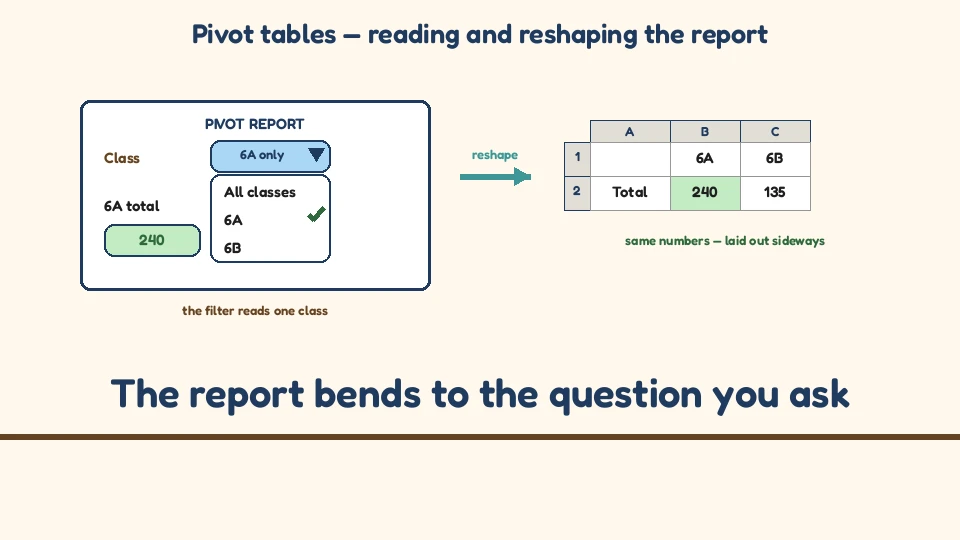 Pivot tables — reading and reshaping the report
PIVOT REPORT
Class
6A only
All classes
6A
6B
6A total
240
the filter reads one class
reshape
A B C
1 6A 6B
2 Total 240 135
same numbers — laid out sideways
The report bends to the question you ask